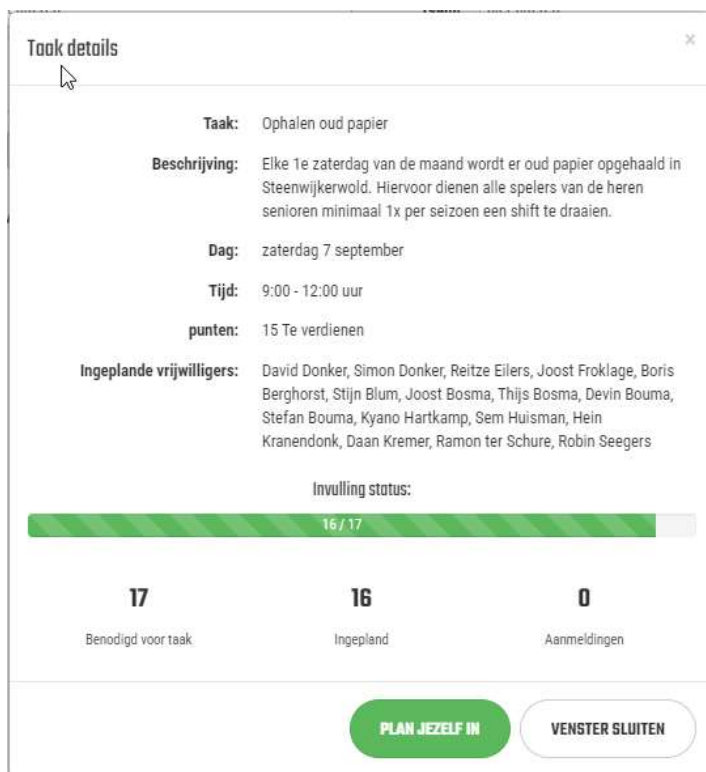 Taak details
×
Taak: Ophalen oud papier
Beschrijving: Elke 1e zaterdag van de maand wordt er oud papier opgehaald in
Steenwijkerwold. Hiervoor dienen alle spelers van de heren
senioren minimaal 1x per seizoen een shift te draaien.
Dag: zaterdag 7 september
Tijd: 9:00 - 12:00 uur
punten: 15 Te verdienen
Ingeplande vrijwilligers: David Donker, Simon Donker, Reitze Eilers, Joost Froklage, Boris
Berghorst, Stijn Blum, Joost Bosma, Thijs Bosma, Devin Bouma,
Stefan Bouma, Kyano Hartkamp, Sem Huisman, Hein
Kranendonk, Daan Kremer, Ramon ter Schure, Robin Seegers
Invulling status:
16 / 17
17 16 0
Benodigd voor taak Ingepland Aanmeldingen
PLAN JEZELF IN VENSTER SLUITEN